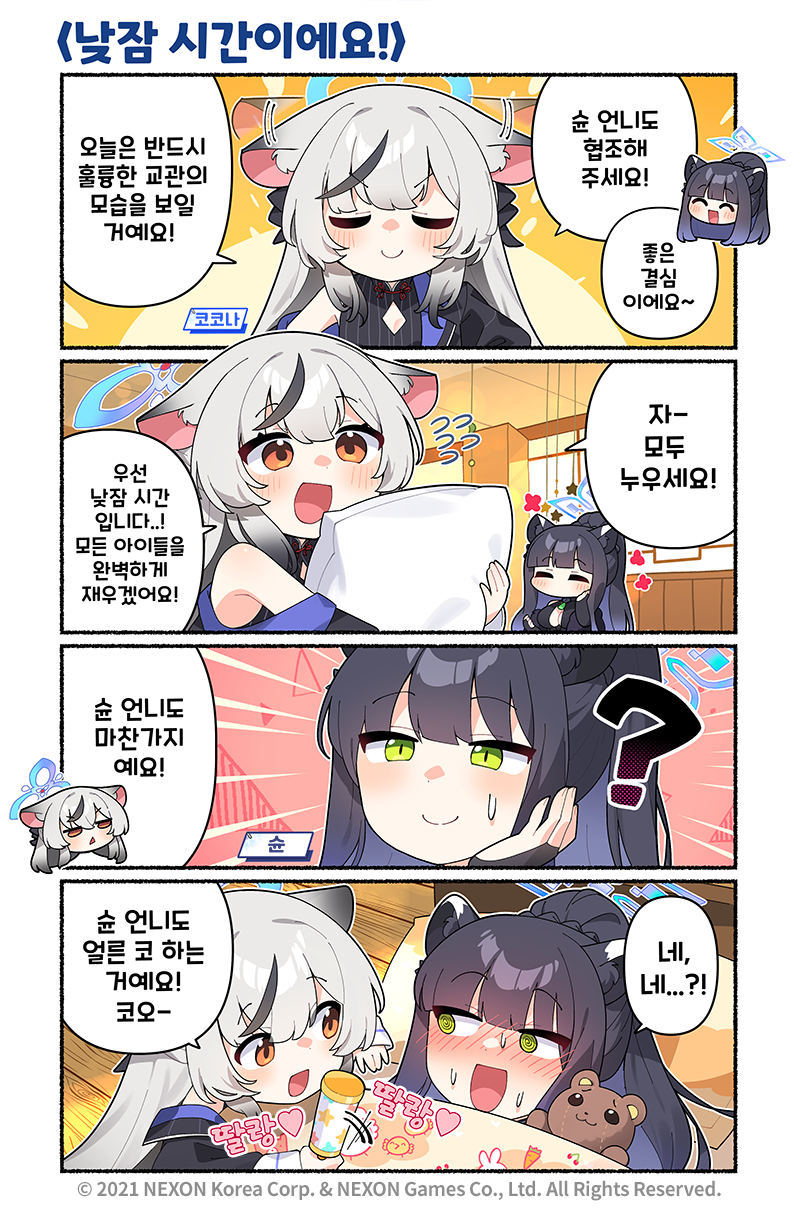 <낮잠 시간이에요!>
오늘은 반드시
훌륭한 교관의
모습을 보일
거예요!
슌 언니도
협조해
주세요!
좋은
결심
이에요~
코코나
자-
모두
누우세요!
우선
낮잠 시간
입니다..!
모든 아이들을
완벽하게
재우겠어요!
슌 언니도
마찬가지
예요!
?
슌
슌 언니도
얼른 코 하는
거예요!
코오-
네,
네...?!
딸랑♡
딸랑♡
© 2021 NEXON Korea Corp. & NEXON Games Co., Ltd. All Rights Reserved.